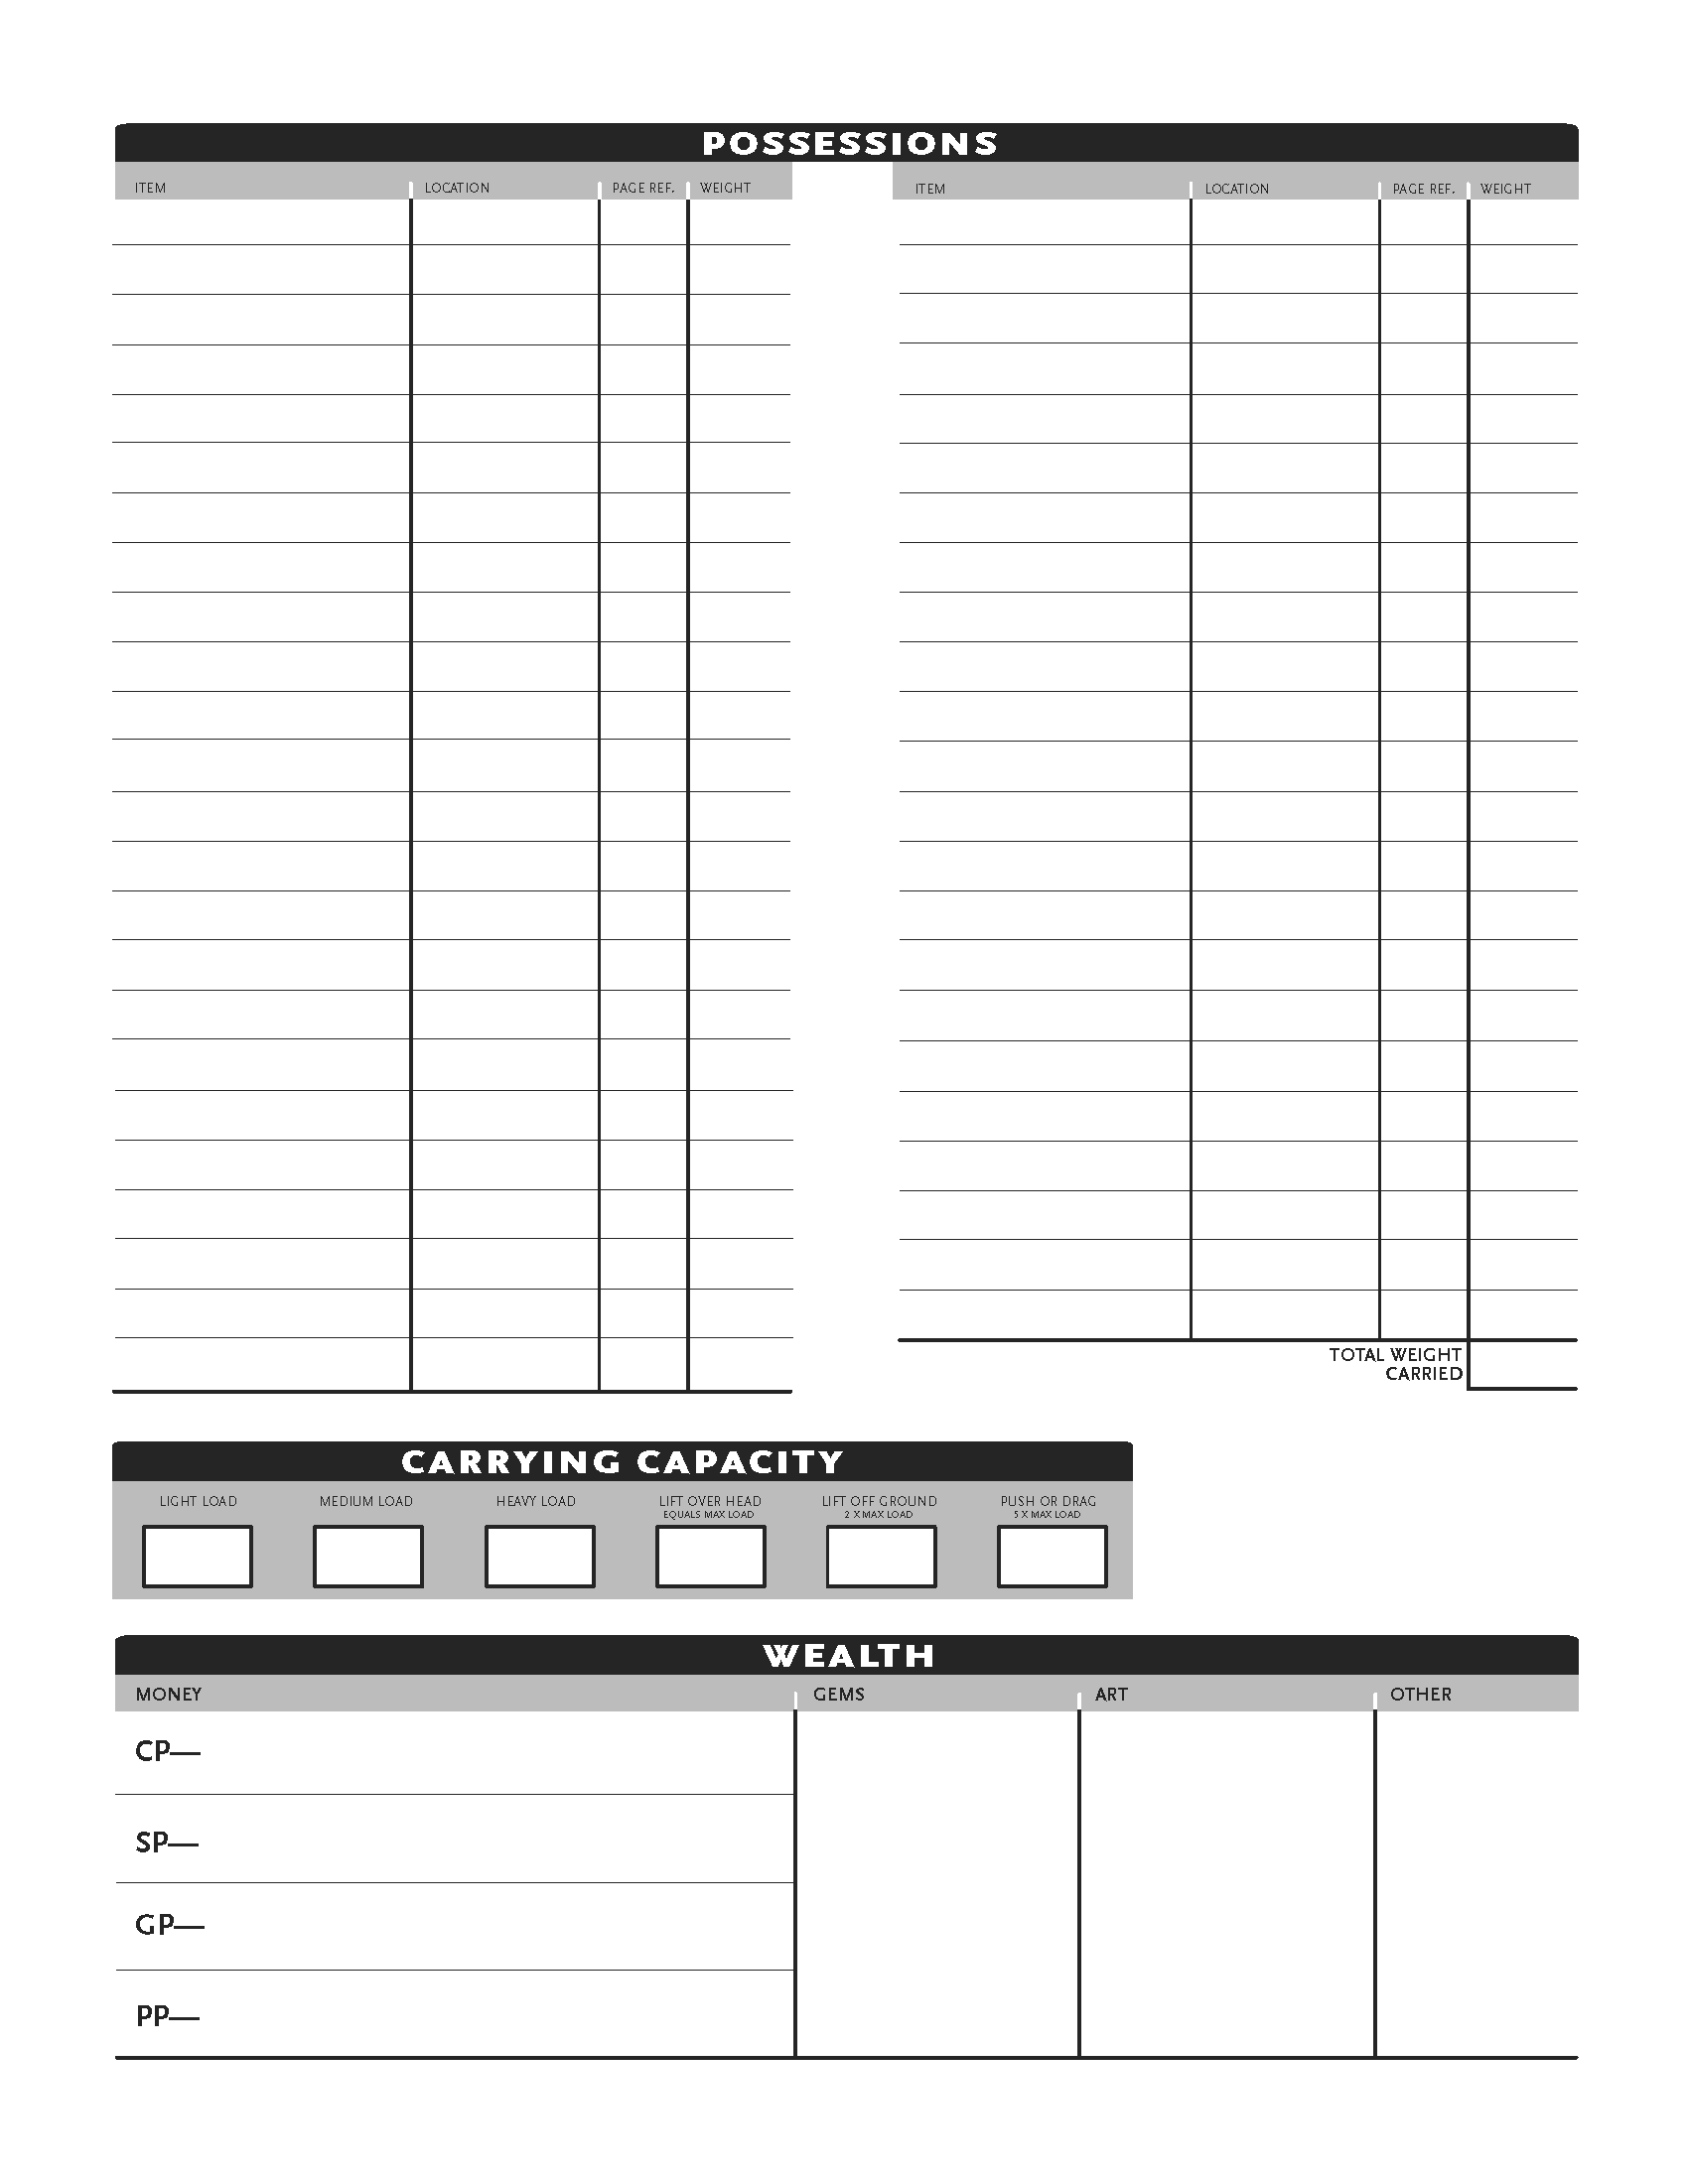 POSSESSIONS
ITEM LOCATION PAGE REF. WEIGHT ITEM LOCATION PAGE REF. WEIGHT
TOTAL WEIGHT
CARRIED
CARRYING CAPACITY
LIGHT LOAD MEDIUM LOAD HEAVY LOAD LIFT OVER HEAD LIFT OFF GROUND PUSH OR DRAG
EQUALS MAX LOAD 2 X MAX LOAD 5 X MAX LOAD
WEALTH
MONEY GEMS ART OTHER
CP—
SP—
GP—
PP—